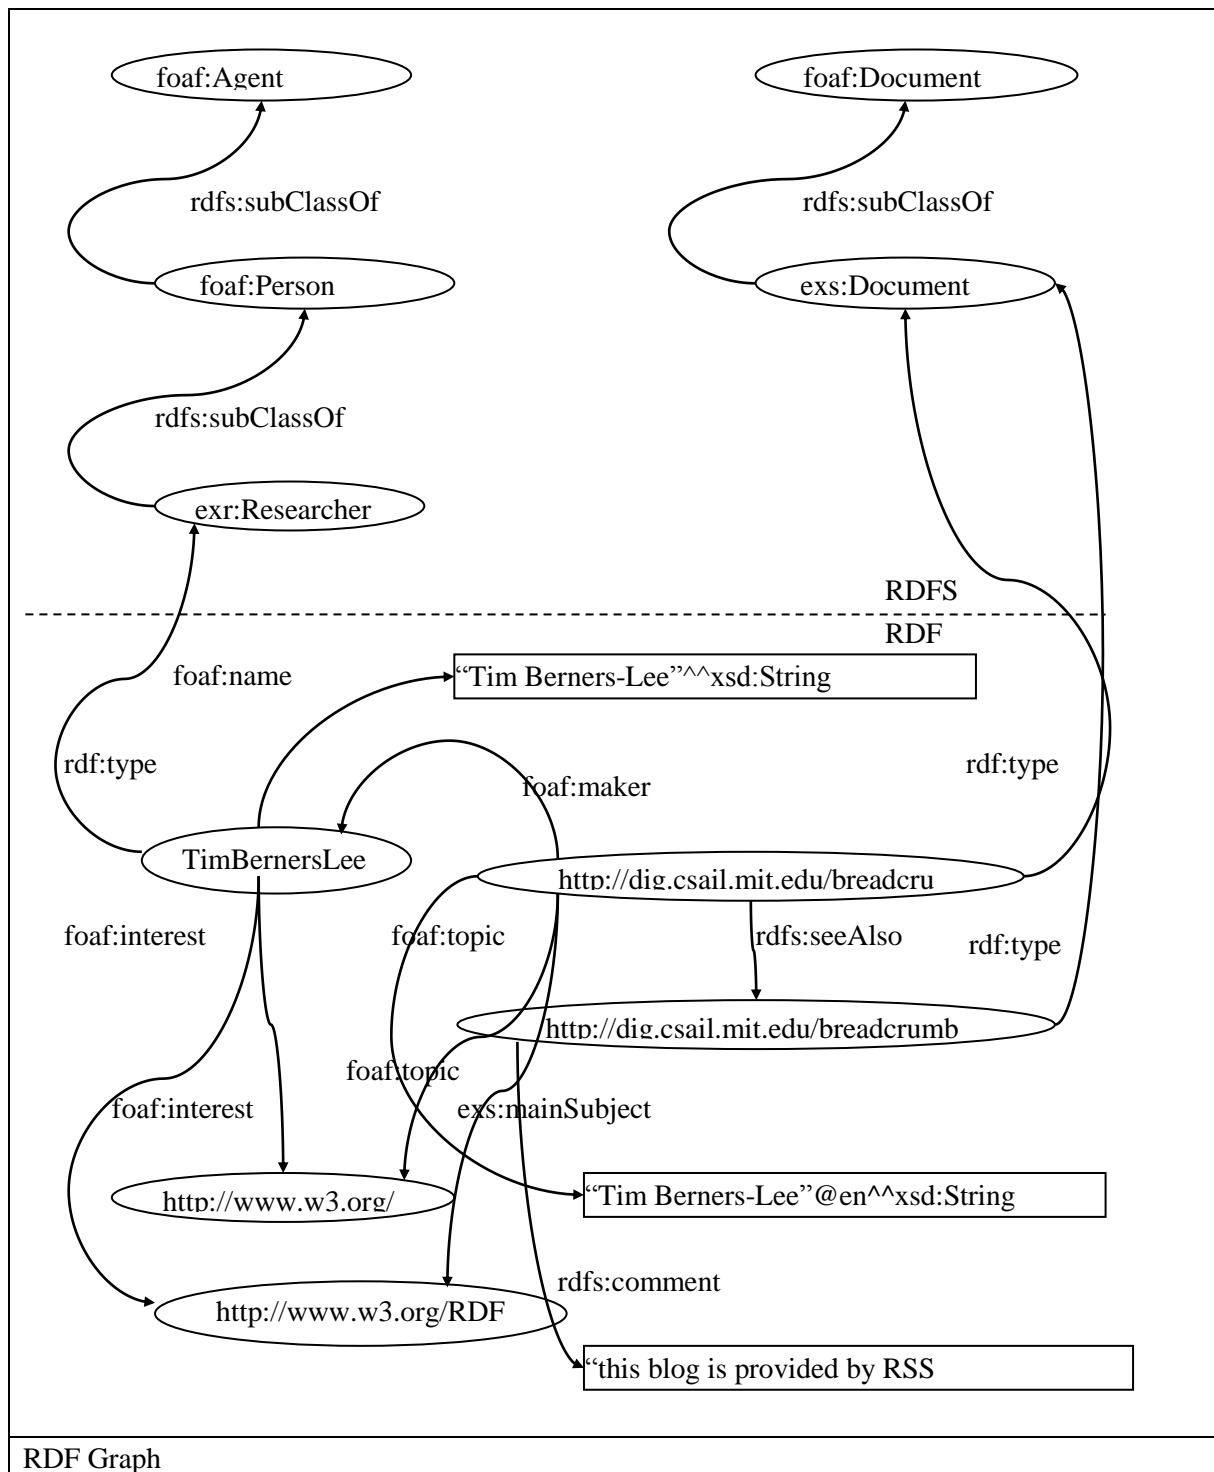 foaf:Agent
foaf:Document
rdfs:subClassOf
rdfs:subClassOf
foaf:Person
exs:Document
rdfs:subClassOf
exr:Researcher
RDFS
RDF
foaf:name
“Tim Berners-Lee”^^xsd:String
rdf:type
rdf:type
foaf:maker
TimBernersLee
http://dig.csail.mit.edu/breadcru
foaf:interest
foaf:topic
rdfs:seeAlso
rdf:type
http://dig.csail.mit.edu/breadcrumb
foaf:topic
foaf:interest
exs:mainSubject
http://www.w3.org/
“Tim Berners-Lee”@en^^xsd:String
rdfs:comment
http://www.w3.org/RDF
“this blog is provided by RSS
RDF Graph